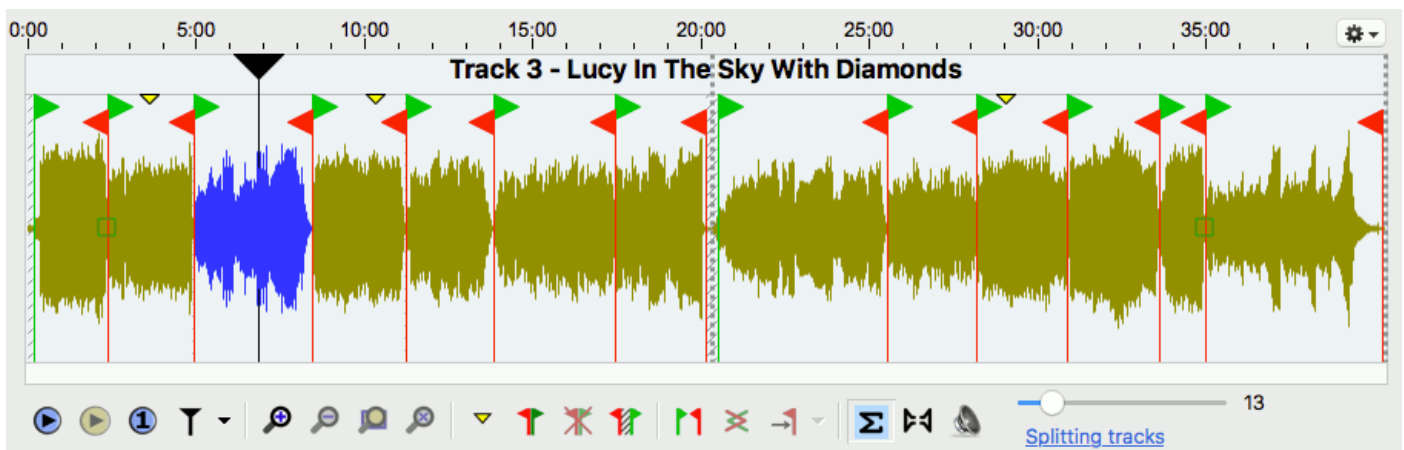 0:00 5:00 10:00 15:00 20:00 25:00 30:00 35:00
Track 3 - Lucy In The Sky With Diamonds
1 Σ 13
Splitting tracks